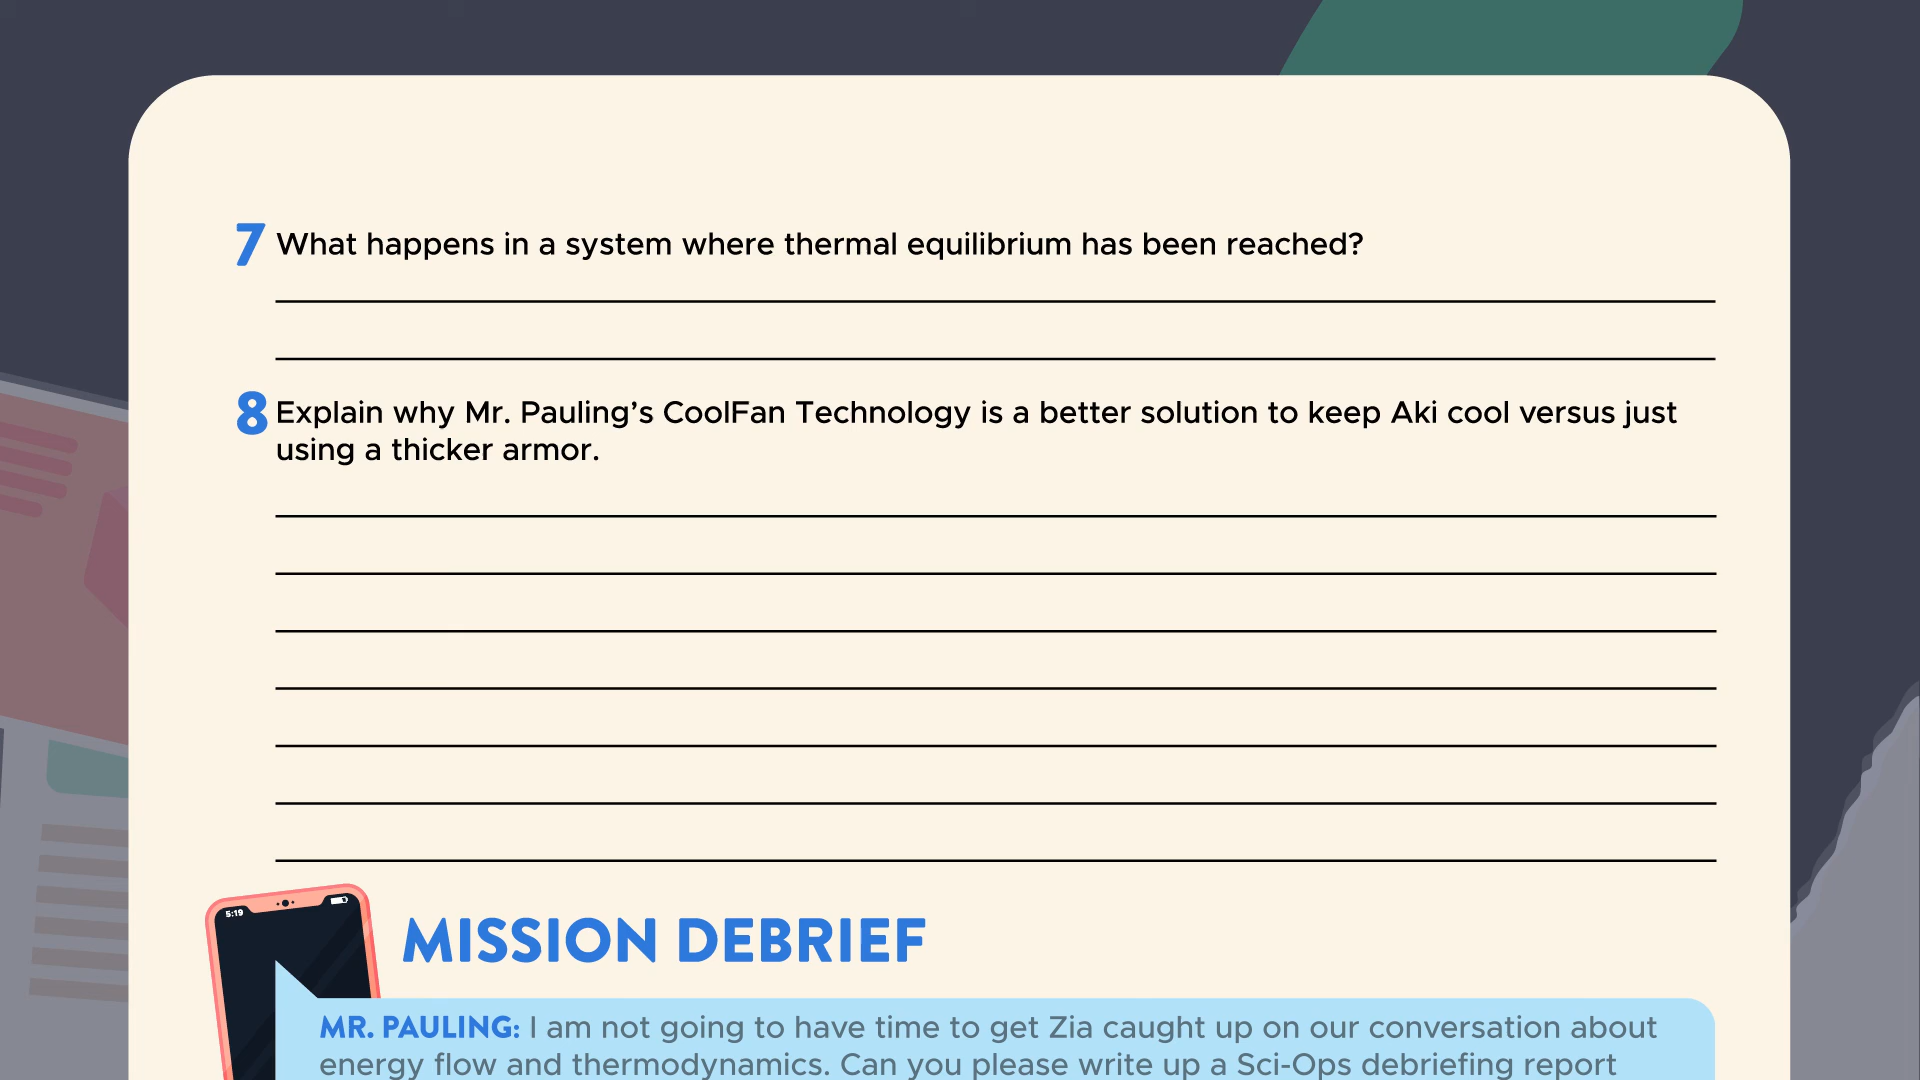 7 What happens in a system where thermal equilibrium has been reached?
8 Explain why Mr. Pauling’s CoolFan Technology is a better solution to keep Aki cool versus just
using a thicker armor.
5:19
MISSION DEBRIEF
MR. PAULING: I am not going to have time to get Zia caught up on our conversation about
energy flow and thermodynamics. Can you please write up a Sci-Ops debriefing report